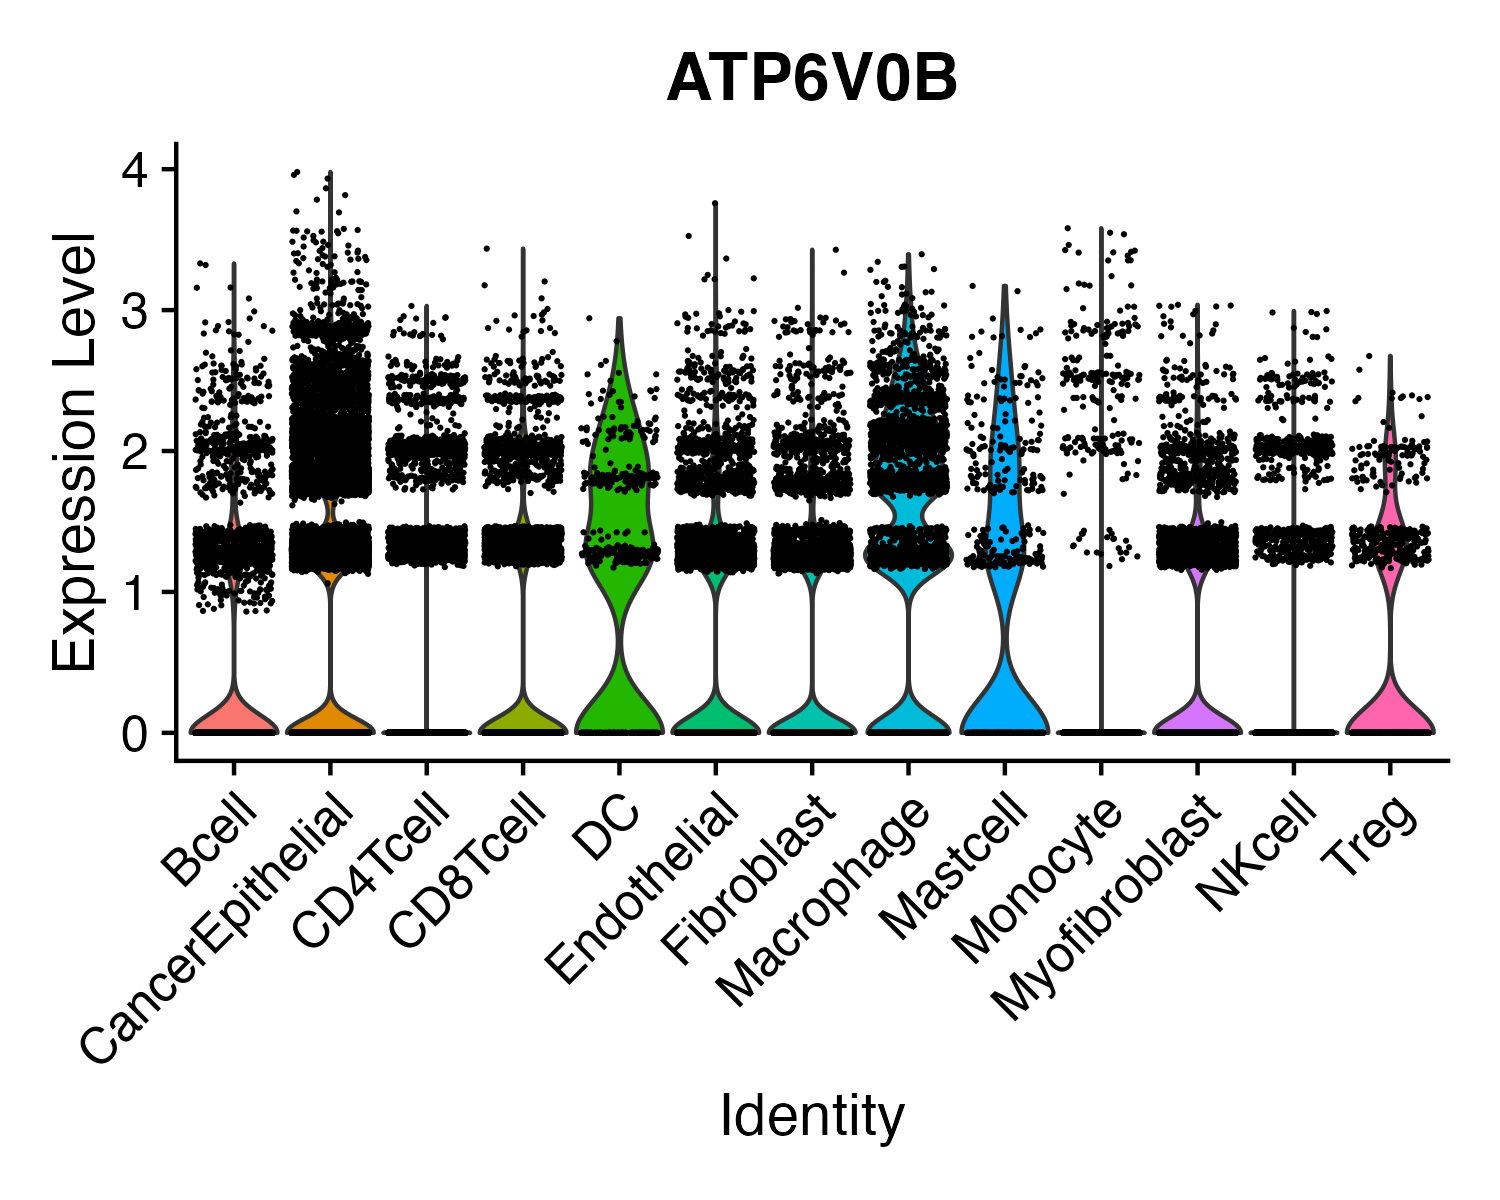 ATP6V0B
Expression Level
4
3
2
1
0
Bcell
CancerEpithelial
CD4Tcell
CD8Tcell
DC
Endothelial
Fibroblast
Macrophage
Mastcell
Monocyte
Myofibroblast
NKcell
Treg
Identity